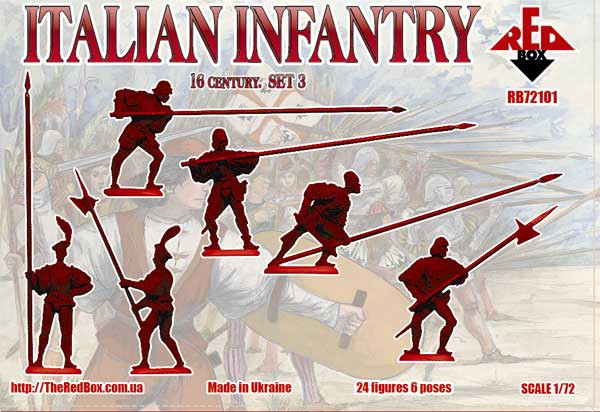 ITALIAN INFANTRY
16 CENTURY. SET 3
RED
BOX
RB72101
http://TheRedBox.com.ua
Made in Ukraine
24 figures 6 poses
SCALE 1/72